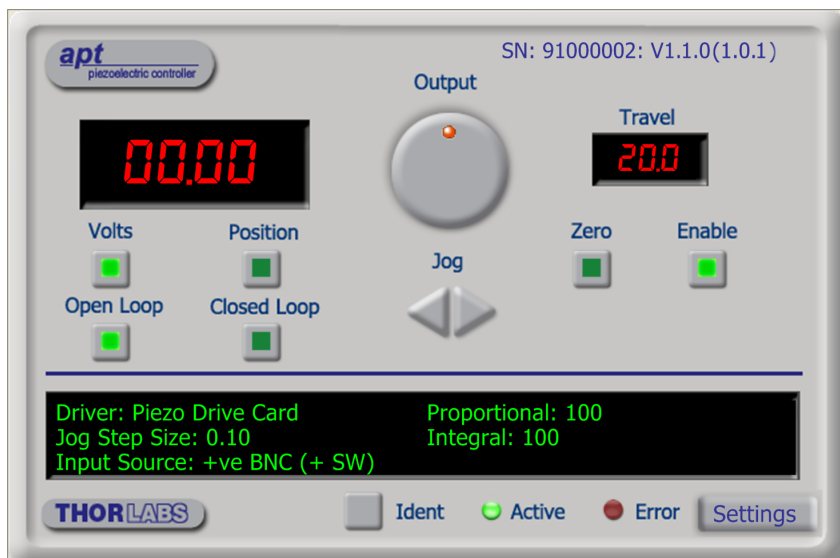 apt
piezoelectric controller
SN: 91000002: V1.1.0(1.0.1)
Output
Travel
00.00
20.0
Volts
Position
Zero
Enable
Jog
Open Loop
Closed Loop
Driver: Piezo Drive Card
Proportional: 100
Jog Step Size: 0.10
Integral: 100
Input Source: +ve BNC (+ SW)
THORLABS
Ident
Active
Error
Settings